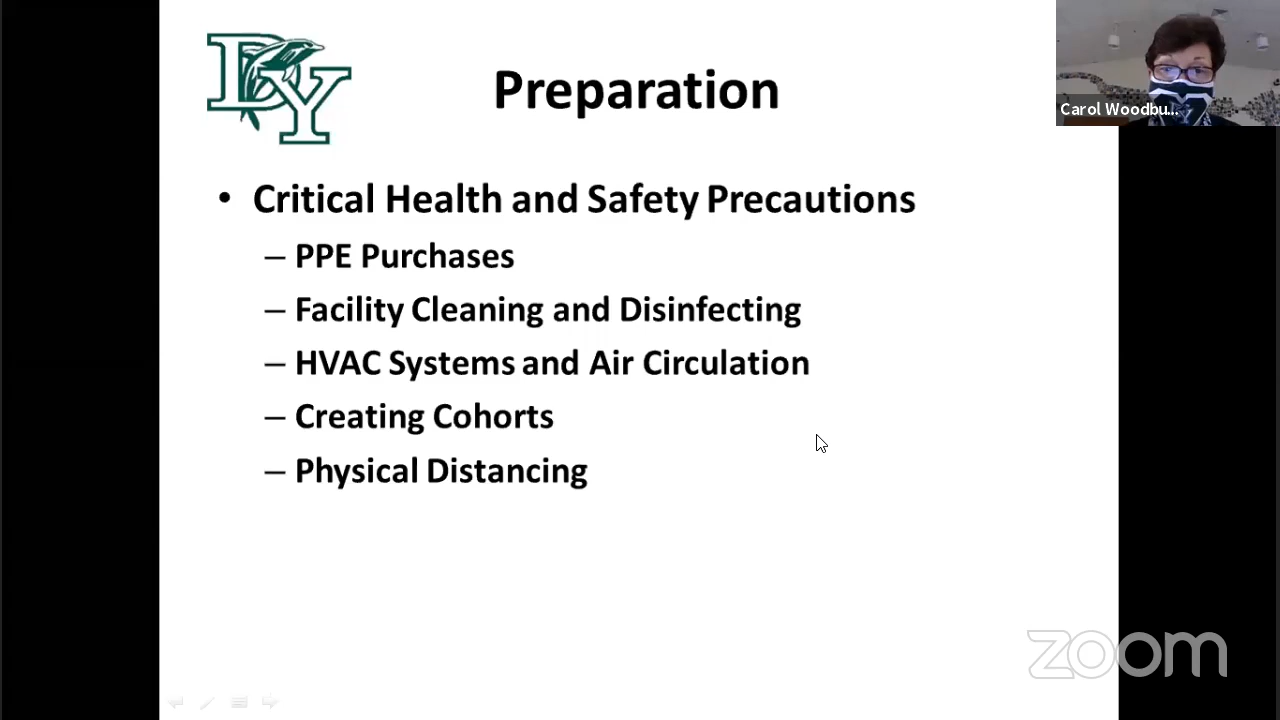 DY
Preparation
Carol Woodbu...
• Critical Health and Safety Precautions
– PPE Purchases
– Facility Cleaning and Disinfecting
– HVAC Systems and Air Circulation
– Creating Cohorts
– Physical Distancing
zoom